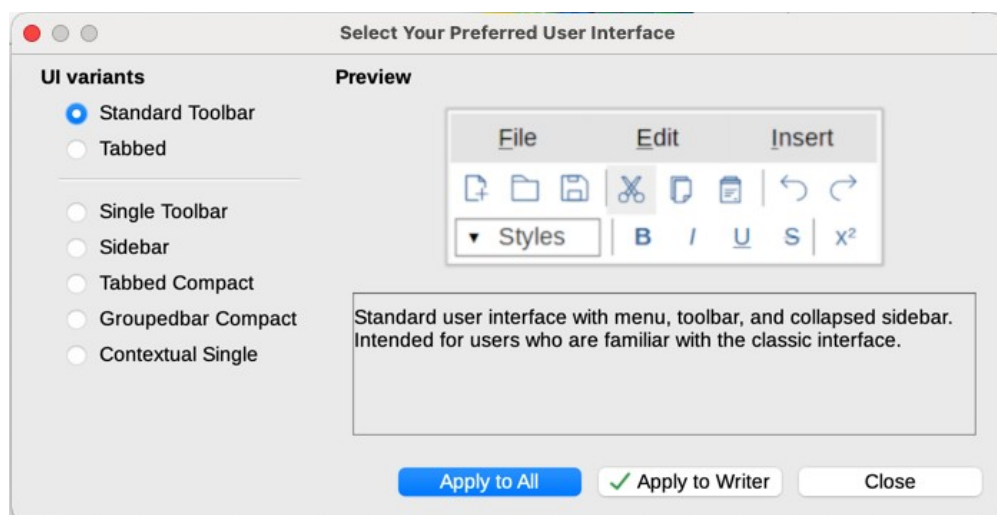 Select Your Preferred User Interface
UI variants
Standard Toolbar
Tabbed
Single Toolbar
Sidebar
Tabbed Compact
Groupedbar Compact
Contextual Single
Preview
File Edit Insert
Styles B I U S X²
Standard user interface with menu, toolbar, and collapsed sidebar.
Intended for users who are familiar with the classic interface.
Apply to All Apply to Writer Close